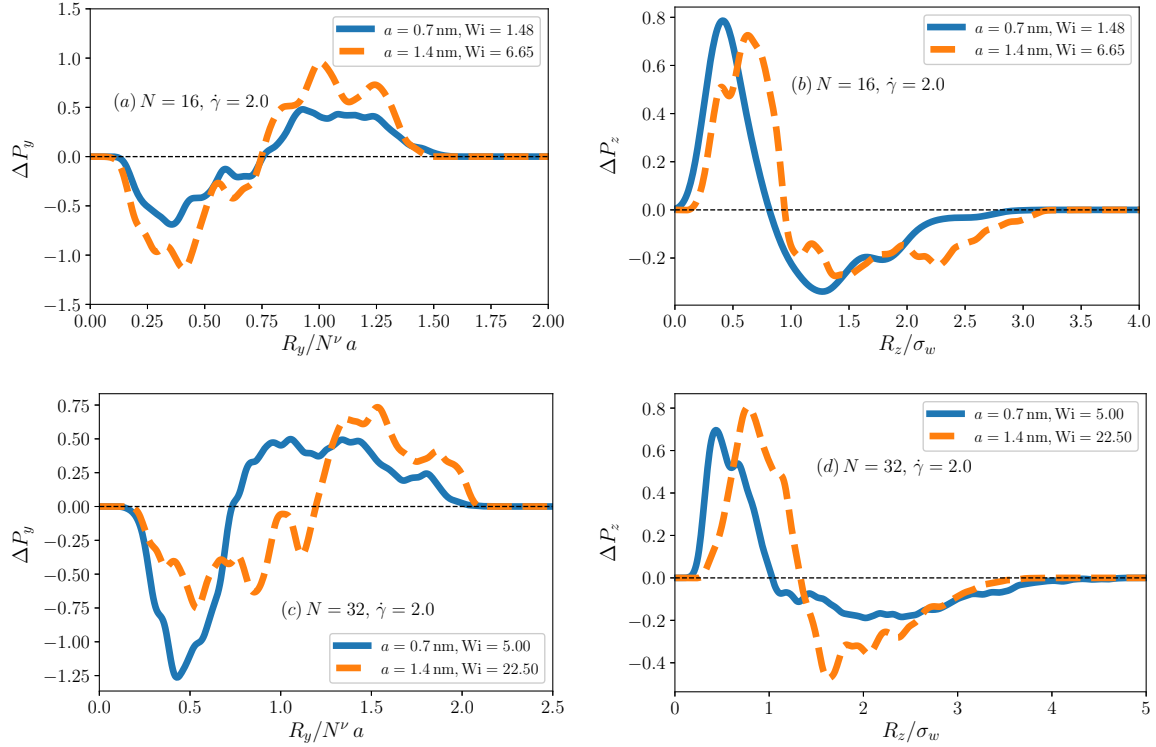 1.5
1.0
0.5
0.0
−0.5
−1.0
−1.5
ΔP_y
a = 0.7 nm, Wi = 1.48
a = 1.4 nm, Wi = 6.65
(a) N = 16, γ̇ = 2.0
0.00 0.25 0.50 0.75 1.00 1.25 1.50 1.75 2.00
R_y/N^ν a
0.8
0.6
0.4
0.2
0.0
−0.2
ΔP_z
a = 0.7 nm, Wi = 1.48
a = 1.4 nm, Wi = 6.65
(b) N = 16, γ̇ = 2.0
0.0 0.5 1.0 1.5 2.0 2.5 3.0 3.5 4.0
R_z/σ_w
0.75
0.50
0.25
0.00
−0.25
−0.50
−0.75
−1.00
−1.25
ΔP_y
(c) N = 32, γ̇ = 2.0
a = 0.7 nm, Wi = 5.00
a = 1.4 nm, Wi = 22.50
0.0 0.5 1.0 1.5 2.0 2.5
R_y/N^ν a
0.8
0.6
0.4
0.2
0.0
−0.2
−0.4
ΔP_z
a = 0.7 nm, Wi = 5.00
a = 1.4 nm, Wi = 22.50
(d) N = 32, γ̇ = 2.0
0 1 2 3 4 5
R_z/σ_w